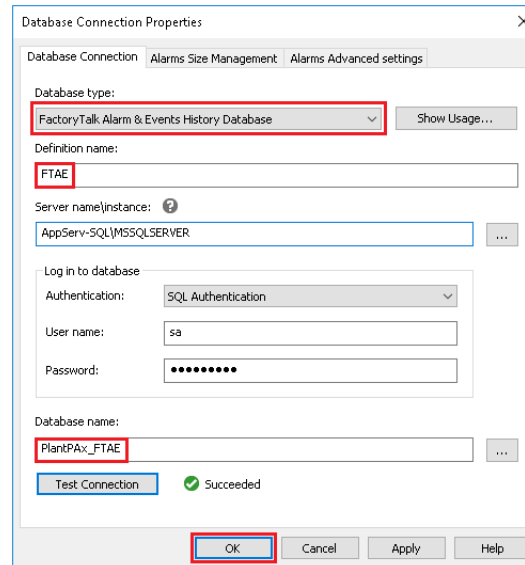 Database Connection Properties
Database Connection Alarms Size Management Alarms Advanced settings
Database type:
FactoryTalk Alarm & Events History Database Show Usage...
Definition name:
FTAE
Server name\instance: ?
AppServ-SQL\MSSQLSERVER ...
Log in to database
Authentication: SQL Authentication
User name: sa
Password: •••••••••
Database name:
PlantPAx_FTAE ...
Test Connection Succeeded
OK Cancel Apply Help